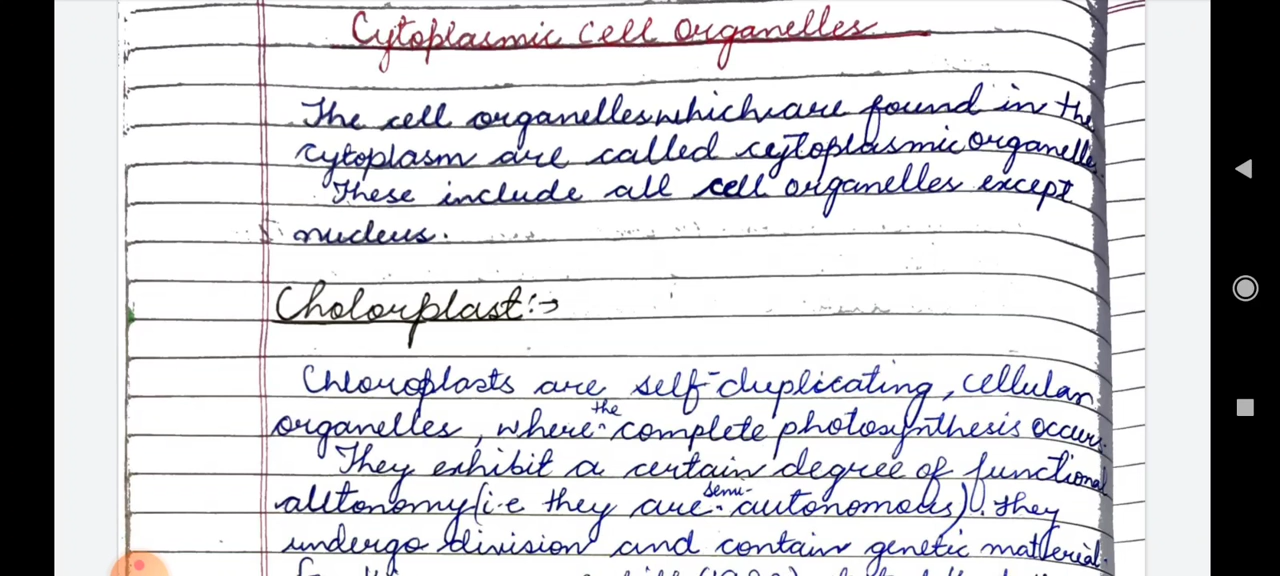 Cytoplasmic Cell Organelles
The cell organelles which are found in the
cytoplasm are called cytoplasmic organelle
These include all cell organelles except
nucleus.
Cholorplast:→
Chloroplasts are self-duplicating, cellular
organelles, where the complete photosynthesis occurs.
They exhibit a certain degree of functional
autonomy (i.e they are semi-autonomous). They
undergo division and contain genetic material.